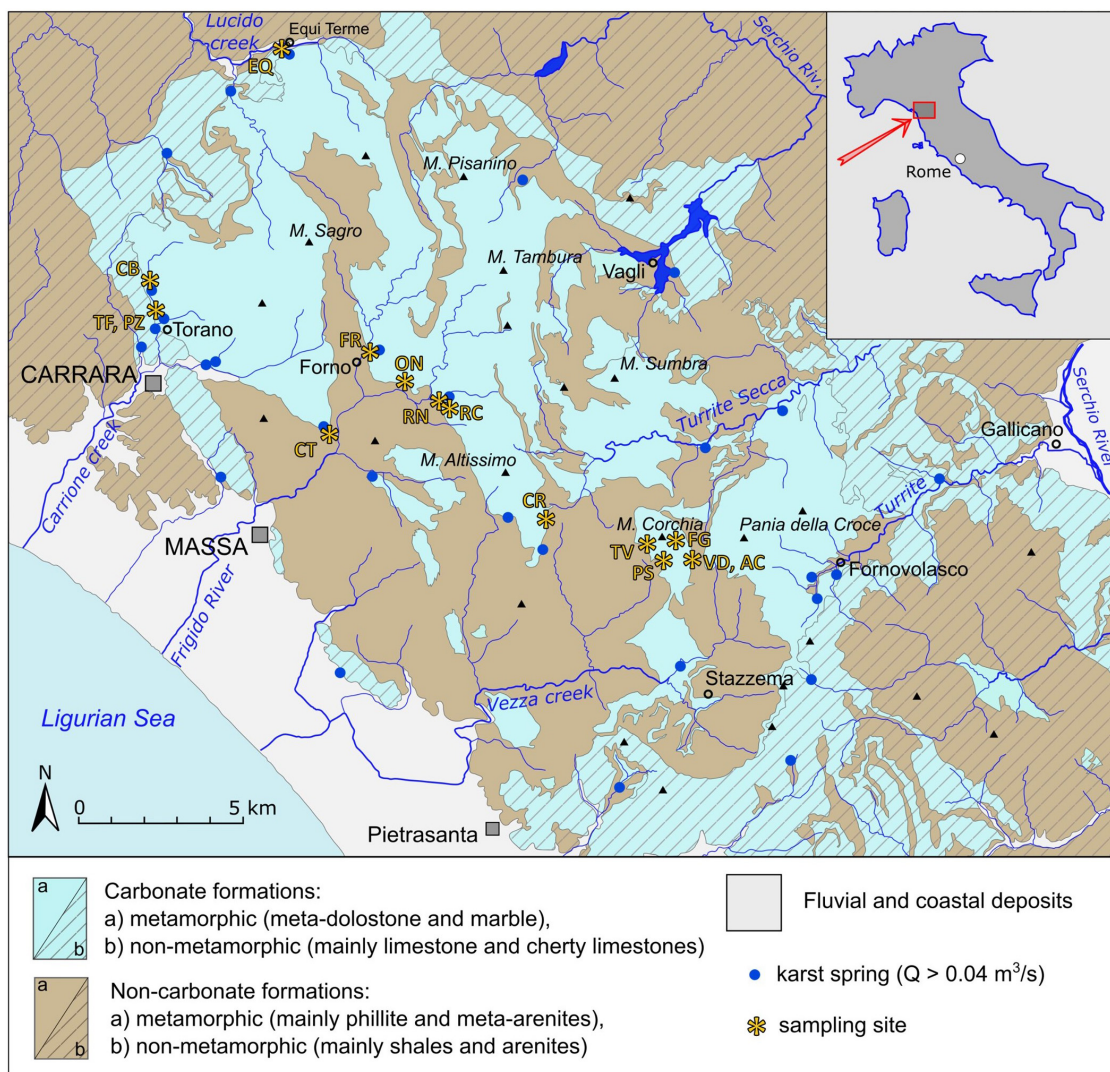 Lucido
creek
Equi Terme
EQ
Serchio Riv.
M. Pisanino
M. Sagro
M. Tambura
Vagli
CB
TF, PZ
Torano
CARRARA
FR
Forno
ON
RN
RC
CT
M. Sumbra
Turrite Secca
Serchio River
Gallicano
Turrite
Carrione creek
M. Altissimo
CR
M. Corchia
Pania della Croce
TV
FG
PS
VD, AC
Fornovolasco
MASSA
Frigido River
Stazzema
Vezza creek
Ligurian Sea
N
0
5 km
Pietrasanta
Rome
a
b
Carbonate formations:
a) metamorphic (meta-dolostone and marble),
b) non-metamorphic (mainly limestone and cherty limestones)
a
b
Non-carbonate formations:
a) metamorphic (mainly phillite and meta-arenites),
b) non-metamorphic (mainly shales and arenites)
Fluvial and coastal deposits
karst spring (Q > 0.04 m³/s)
sampling site